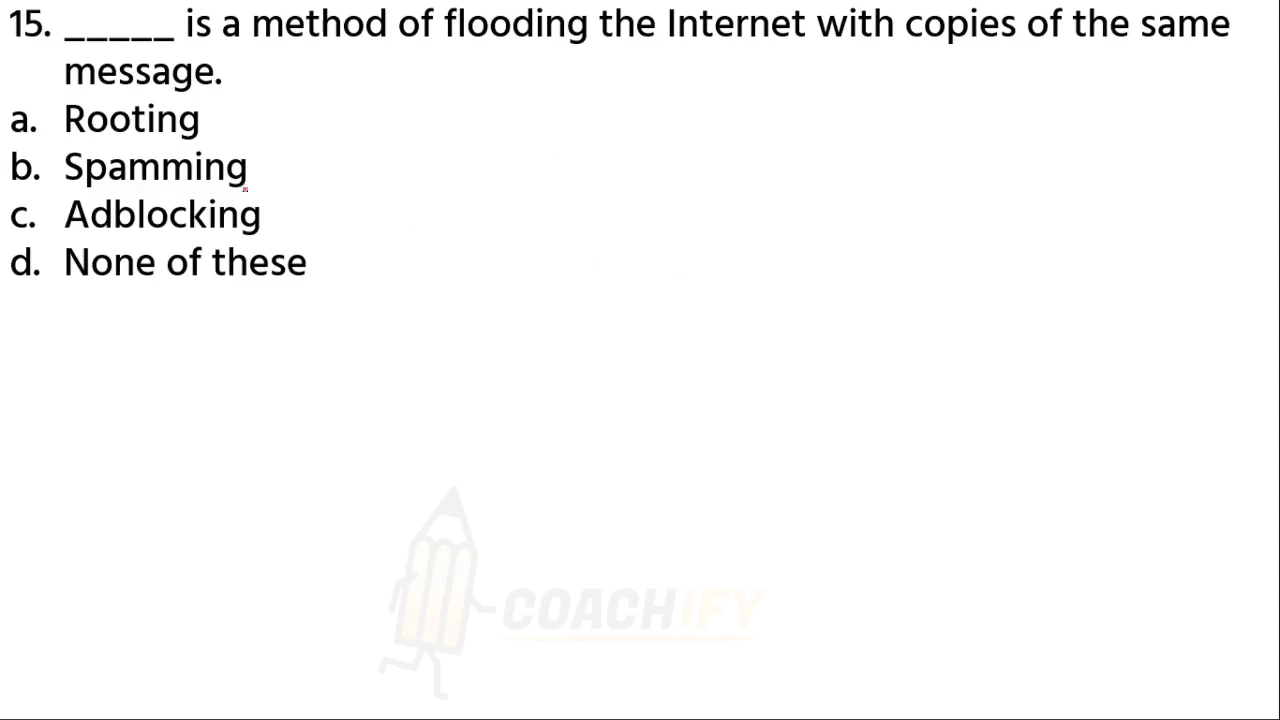 15. _____ is a method of flooding the Internet with copies of the same
message.
a. Rooting
b. Spamming
c. Adblocking
d. None of these
COACHIFY